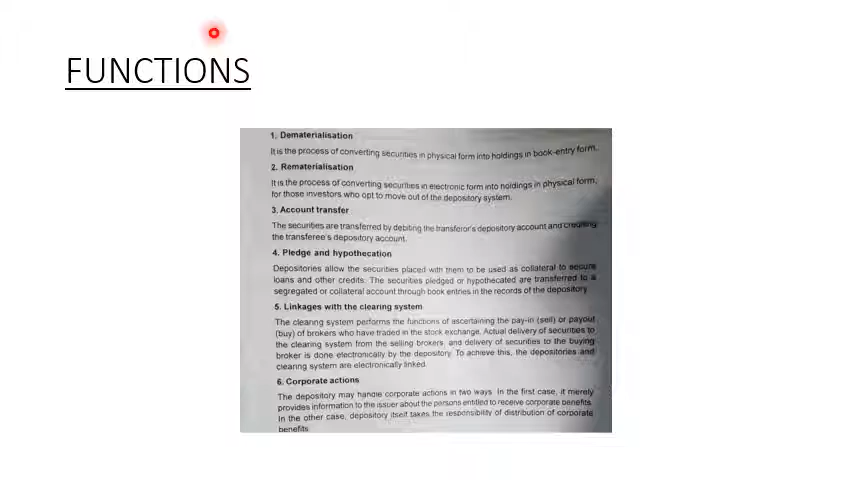 FUNCTIONS
1. Dematerialisation
It is the process of converting securities in physical form into holdings in book-entry form.
2. Rematerialisation
It is the process of converting securities in electronic form into holdings in physical form,
for those investors who opt to move out of the depository system.
3. Account transfer
The securities are transferred by debiting the transferor's depository account and crediting
the transferee's depository account.
4. Pledge and hypothecation
Depositories allow the securities placed with them to be used as collateral to secure
loans and other credits. The securities pledged or hypothecated are transferred to a
segregated or collateral account through book entries in the records of the depository.
5. Linkages with the clearing system
The clearing system performs the functions of ascertaining the pay-in (sell) or payout
(buy) of brokers who have traded in the stock exchange. Actual delivery of securities to
the clearing system from the selling brokers, and delivery of securities to the buying
broker is done electronically by the depository. To achieve this, the depositories and
clearing system are electronically linked.
6. Corporate actions
The depository may handle corporate actions in two ways. In the first case, it merely
provides information to the issuer about the persons entitled to receive corporate benefits.
In the other case, depository itself takes the responsibility of distribution of corporate
benefits